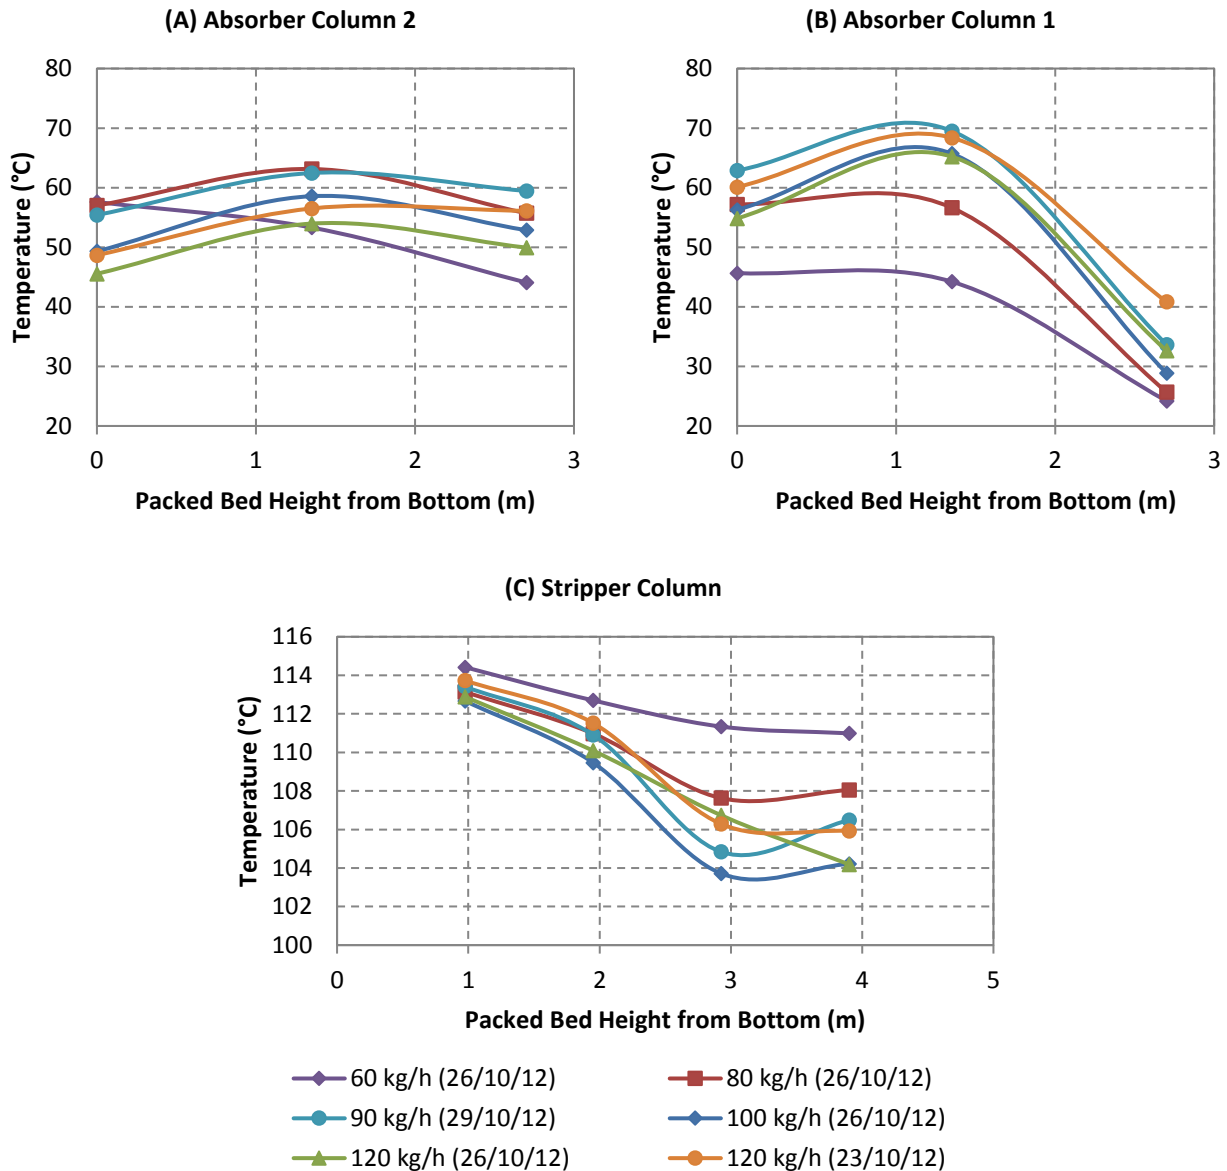 (A) Absorber Column 2
80
70
60
50
40
30
20
Temperature (°C)
0 1 2 3
Packed Bed Height from Bottom (m)
(B) Absorber Column 1
80
70
60
50
40
30
20
Temperature (°C)
0 1 2 3
Packed Bed Height from Bottom (m)
(C) Stripper Column
116
114
112
110
108
106
104
102
100
Temperature (°C)
0 1 2 3 4 5
Packed Bed Height from Bottom (m)
60 kg/h (26/10/12)
80 kg/h (26/10/12)
90 kg/h (29/10/12)
100 kg/h (26/10/12)
120 kg/h (26/10/12)
120 kg/h (23/10/12)